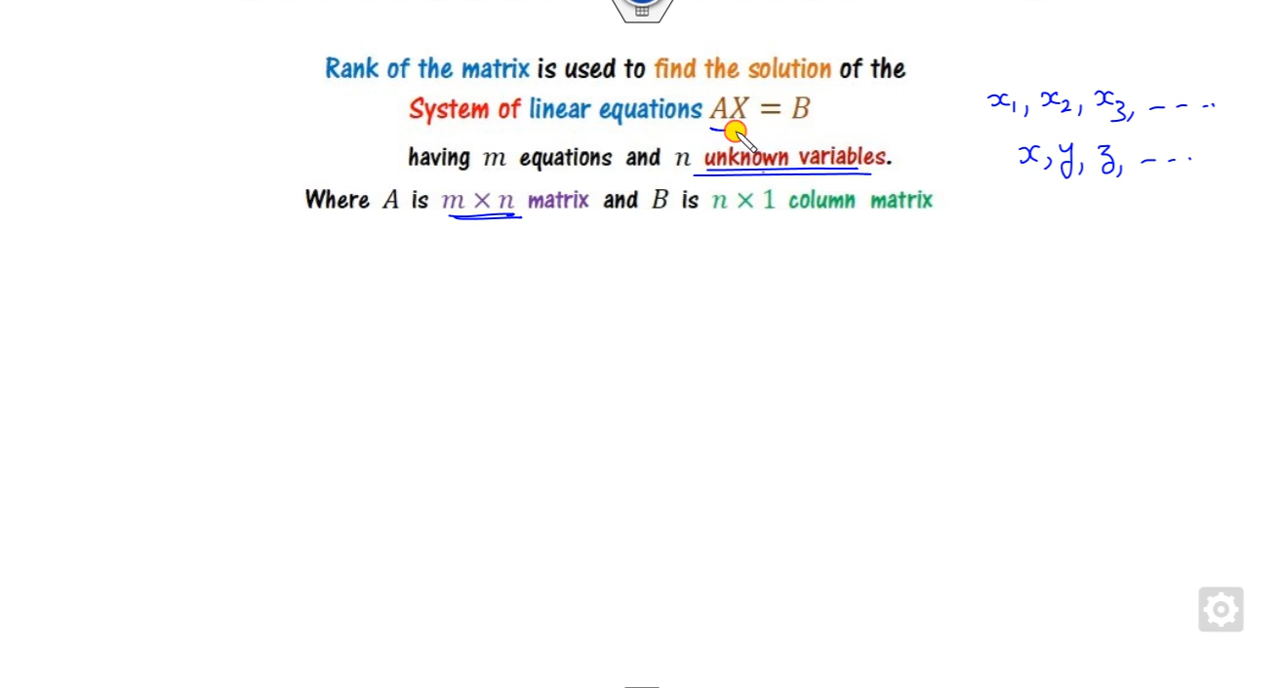 Rank of the matrix is used to find the solution of the
System of linear equations AX = B
having m equations and n unknown variables.
Where A is m × n matrix and B is n × 1 column matrix
x₁, x₂, x₃, ----
x, y, z, ----